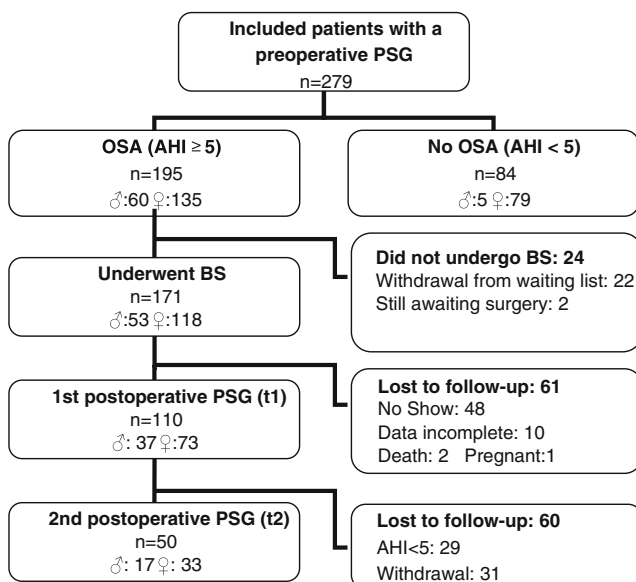 Included patients with a
preoperative PSG
n=279
OSA (AHI ≥ 5)
n=195
♂:60 ♀:135
No OSA (AHI < 5)
n=84
♂:5 ♀:79
Did not undergo BS: 24
Withdrawal from waiting list: 22
Still awaiting surgery: 2
Underwent BS
n=171
♂:53 ♀:118
Lost to follow-up: 61
No Show: 48
Data incomplete: 10
Death: 2 Pregnant:1
1st postoperative PSG (t1)
n=110
♂: 37 ♀:73
Lost to follow-up: 60
AHI<5: 29
Withdrawal: 31
2nd postoperative PSG (t2)
n=50
♂: 17 ♀: 33